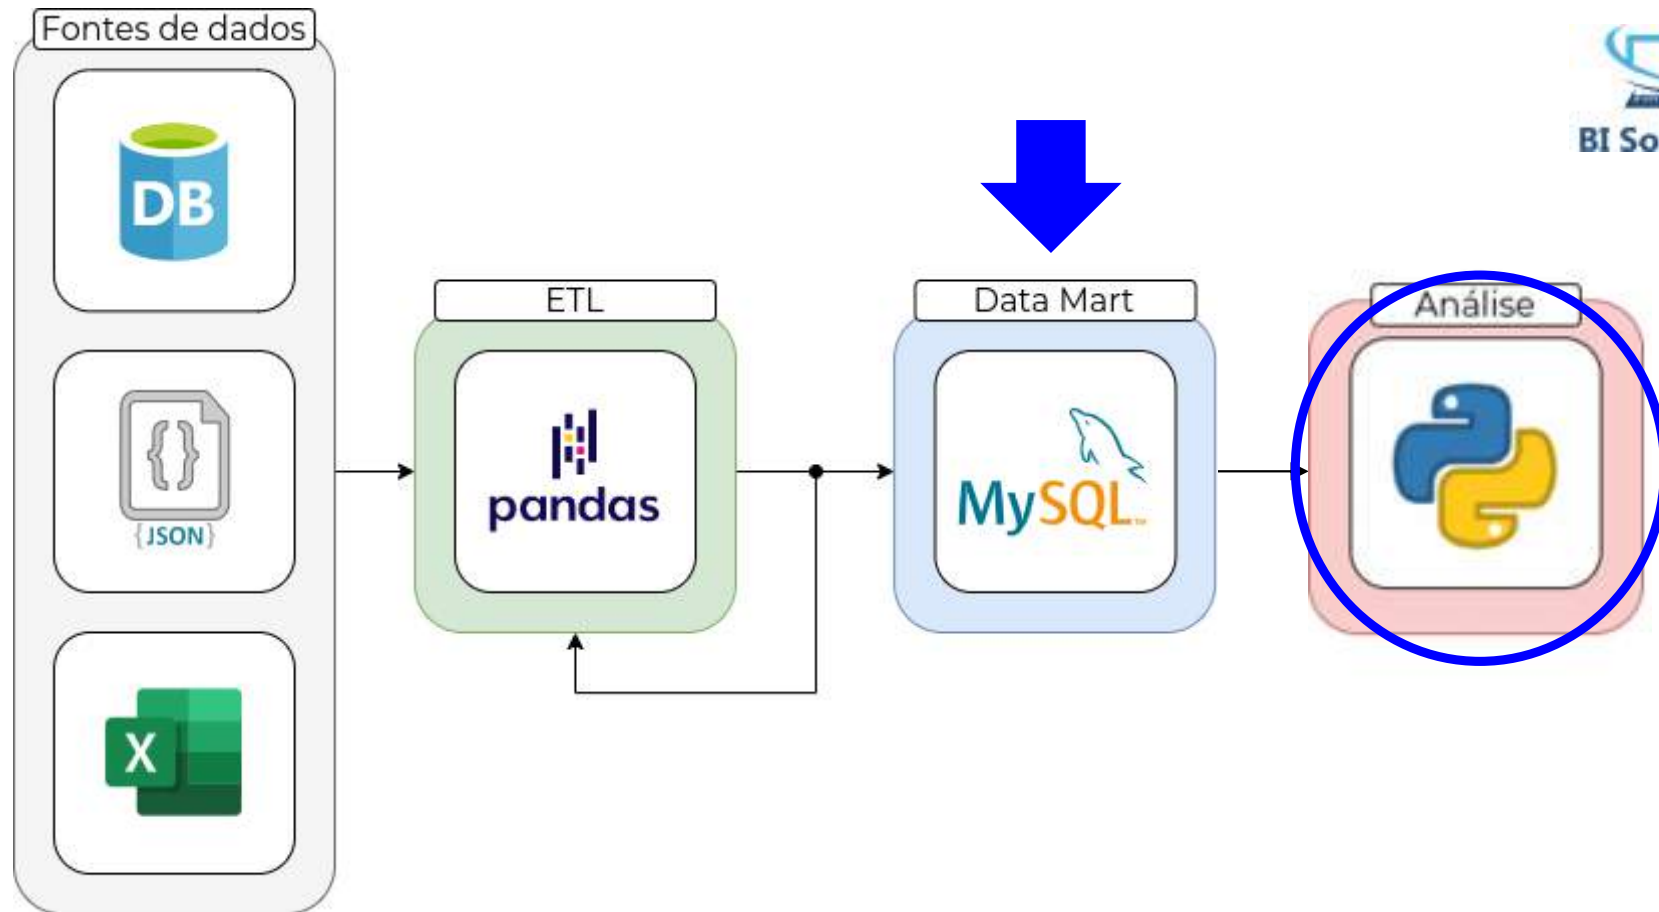 Fontes de dados
DB
{}
{JSON}
X
ETL
pandas
Data Mart
MySQL
Análise
BI So